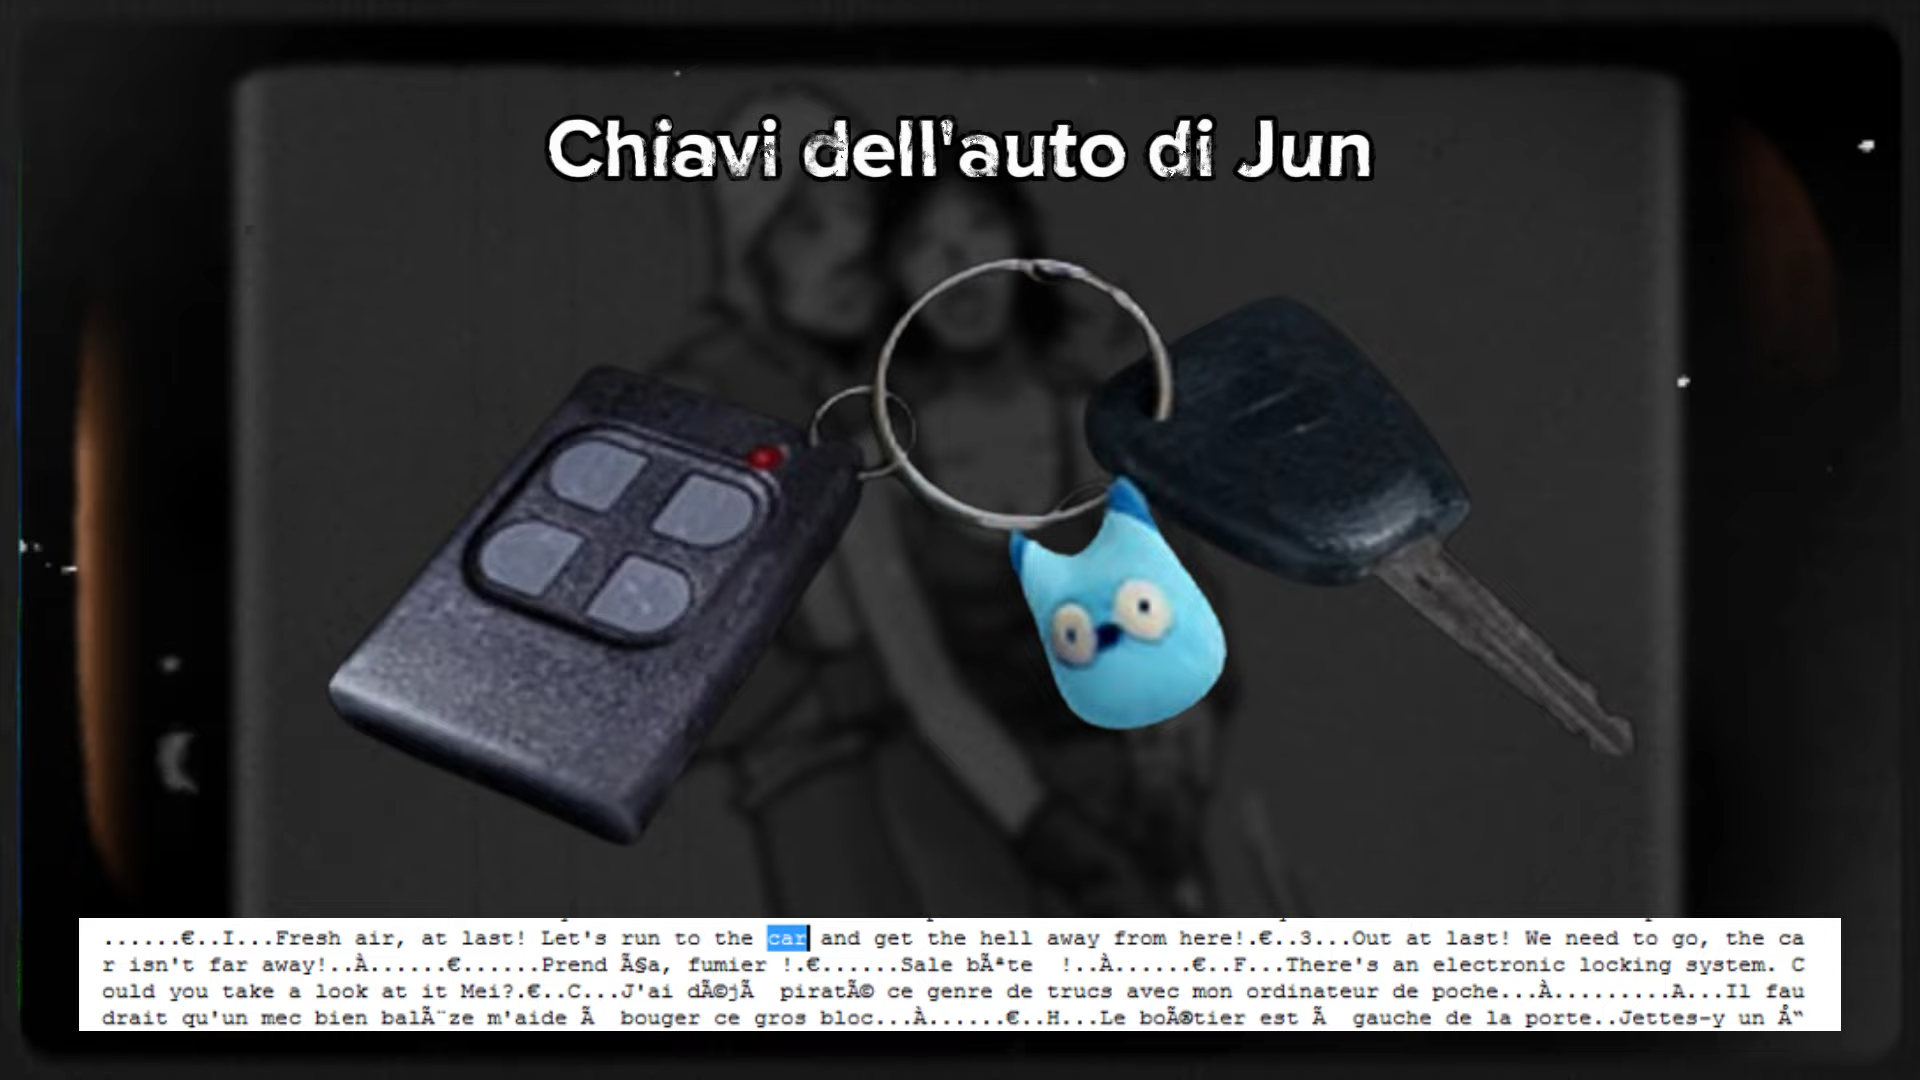 Chiavi dell'auto di Jun
......€..I...Fresh air, at last! Let's run to the car and get the hell away from here!.€..3...Out at last! We need to go, the ca
r isn't far away!..À......€......Prend Ã§a, fumier !.€......Sale bÃªte  !..À......€..F...There's an electronic locking system. C
ould you take a look at it Mei?.€..C...J'ai dÃ©jÃ  piratÃ© ce genre de trucs avec mon ordinateur de poche...À.........A...Il fau
drait qu'un mec bien balÃ¨ze m'aide Ã  bouger ce gros bloc...À......€..H...Le boÃ®tier est Ã  gauche de la porte..Jettes-y un Å“